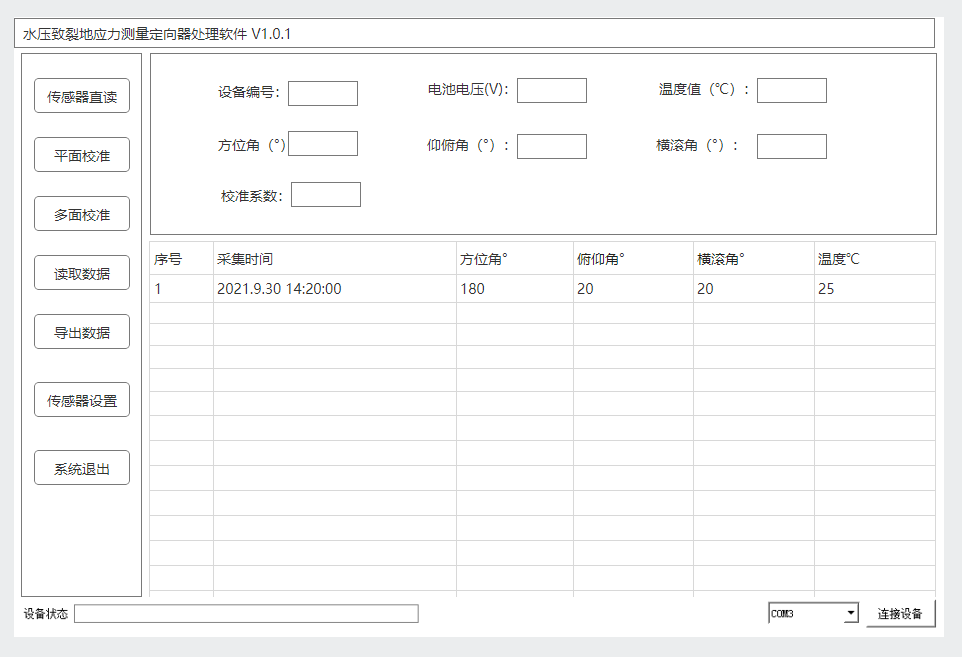 水压致裂地应力测量定向器处理软件 V1.0.1
传感器直读
平面校准
多面校准
读取数据
导出数据
传感器设置
系统退出
设备编号： 电池电压(V)： 温度值（℃）：
方位角（°） 仰俯角（°）： 横滚角（°）：
校准系数：
序号 采集时间 方位角° 俯仰角° 横滚角° 温度℃
1 2021.9.30 14:20:00 180 20 20 25
设备状态 COM3 连接设备